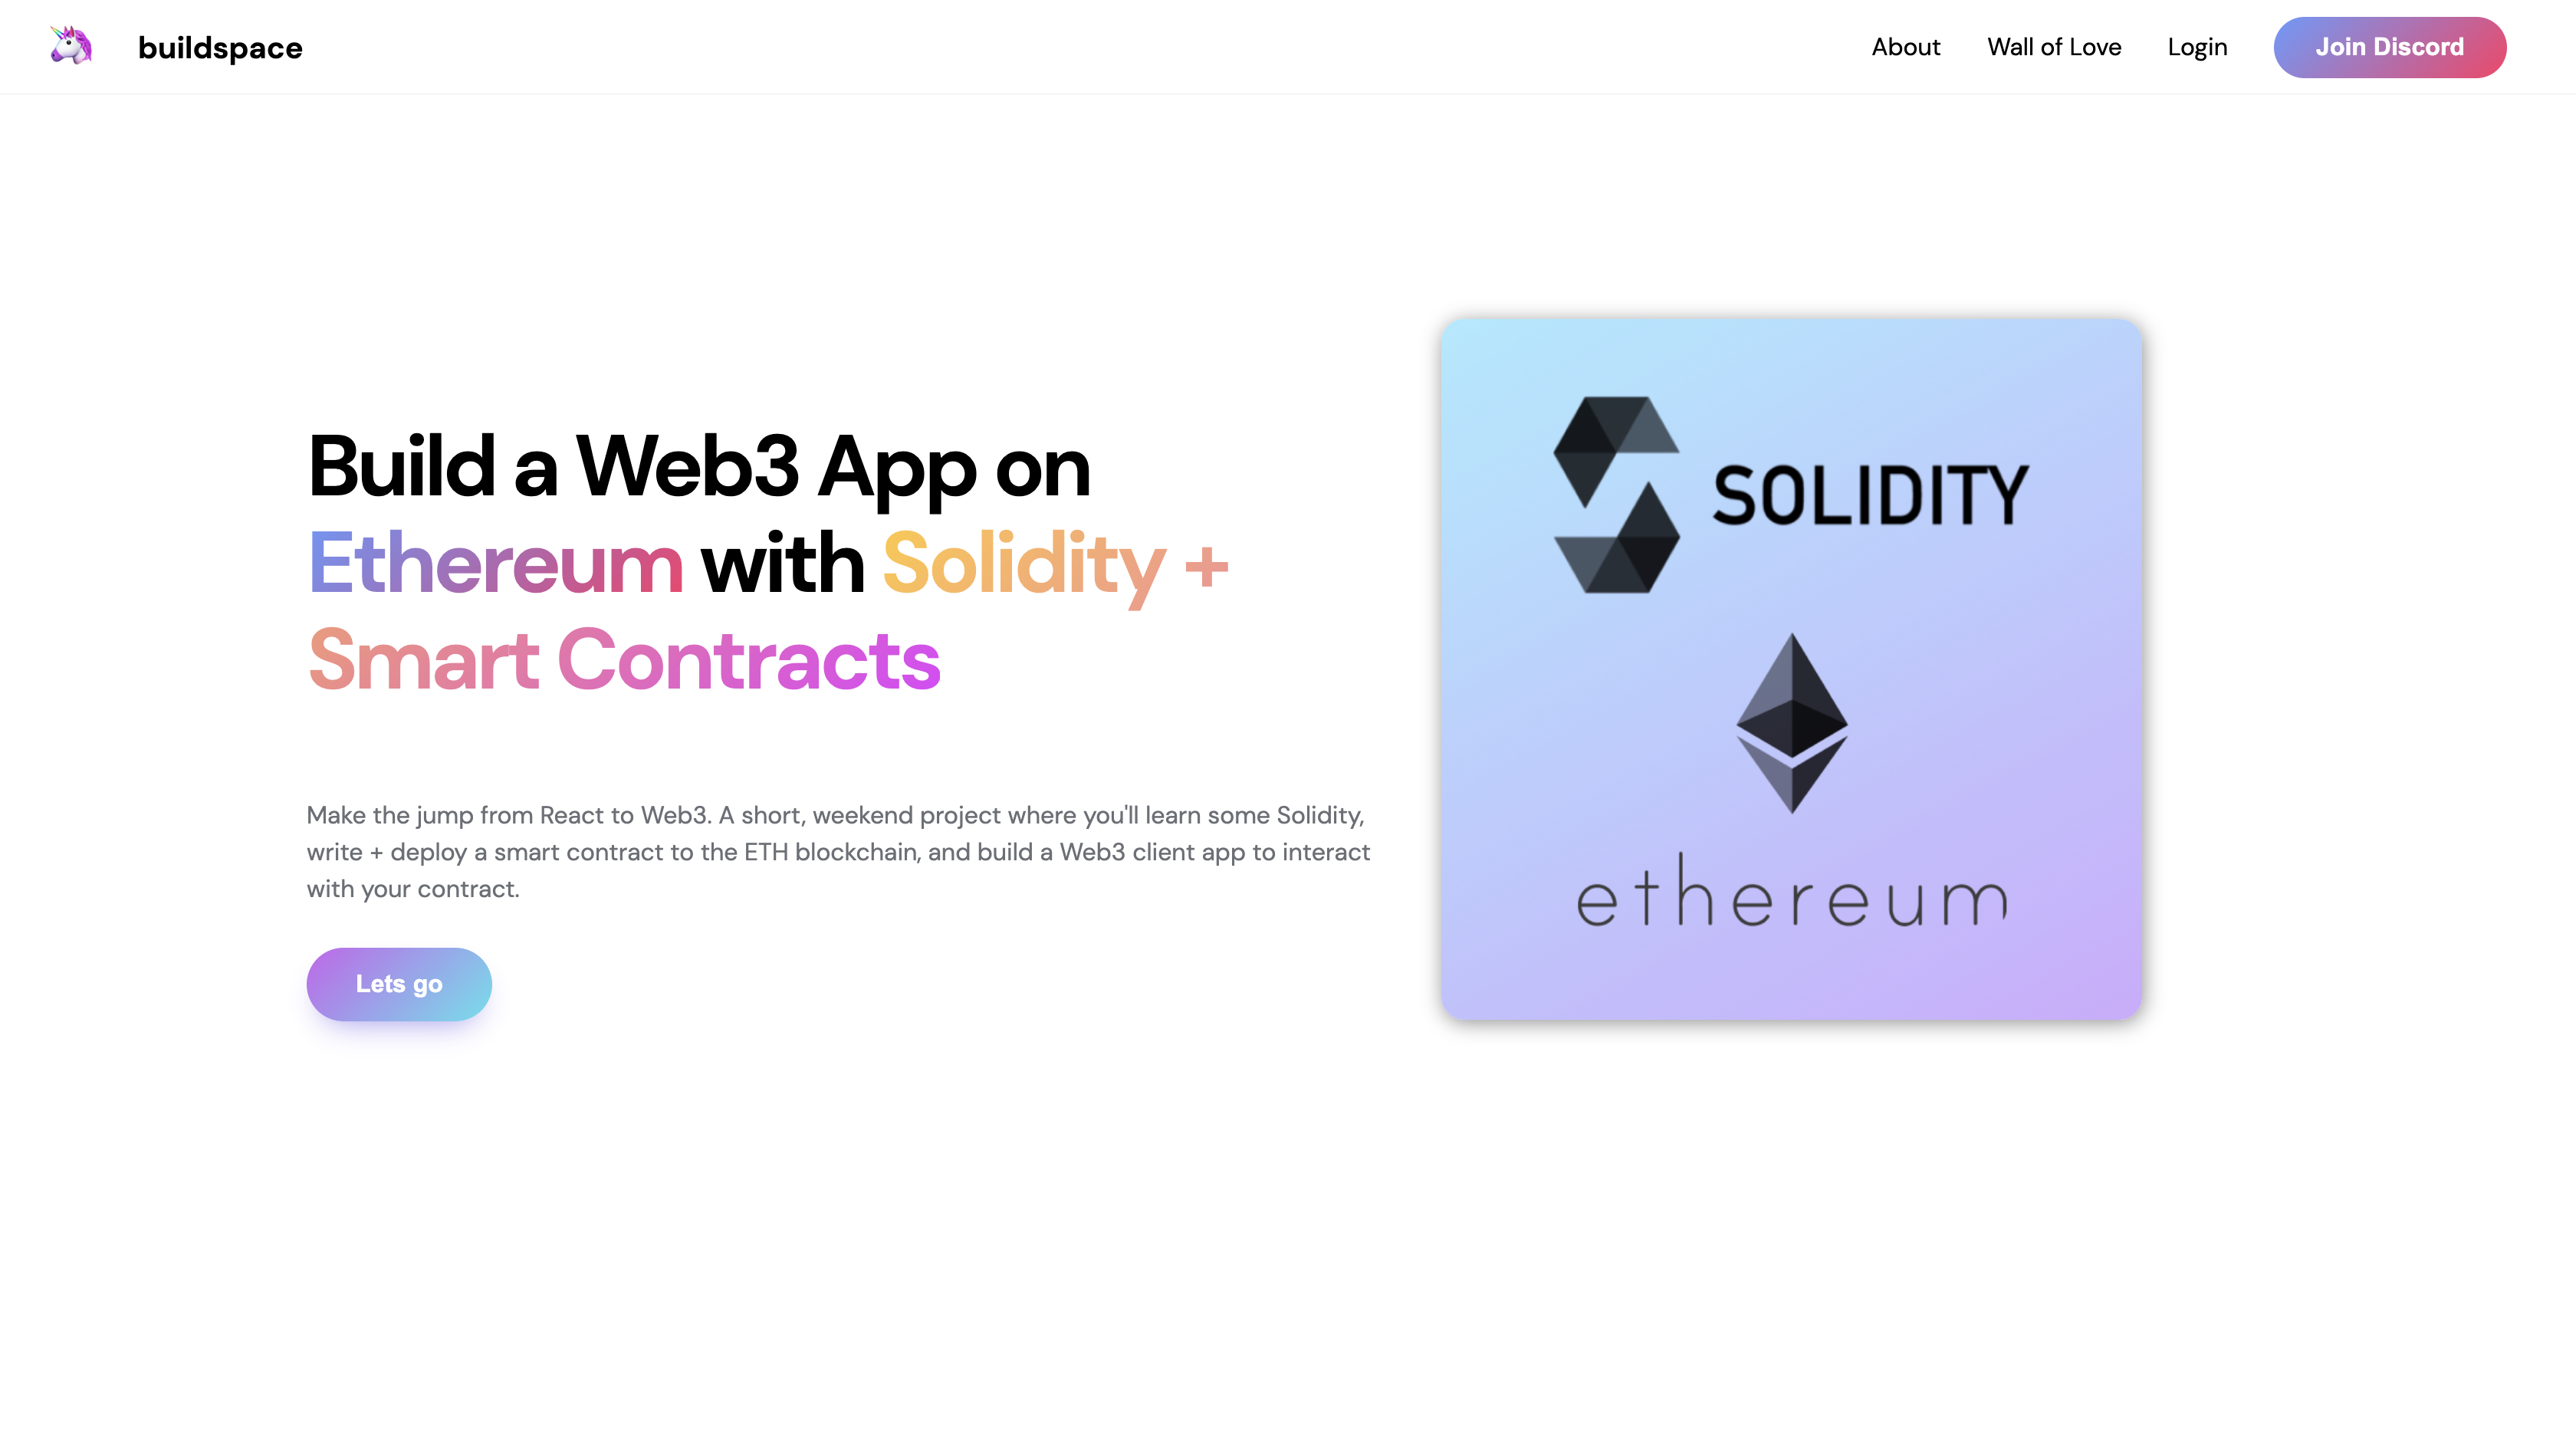 buildspace
About
Wall of Love
Login
Join Discord
Build a Web3 App on
Ethereum with Solidity +
Smart Contracts
Make the jump from React to Web3. A short, weekend project where you'll learn some Solidity,
write + deploy a smart contract to the ETH blockchain, and build a Web3 client app to interact
with your contract.
Lets go
SOLIDITY
ethereum